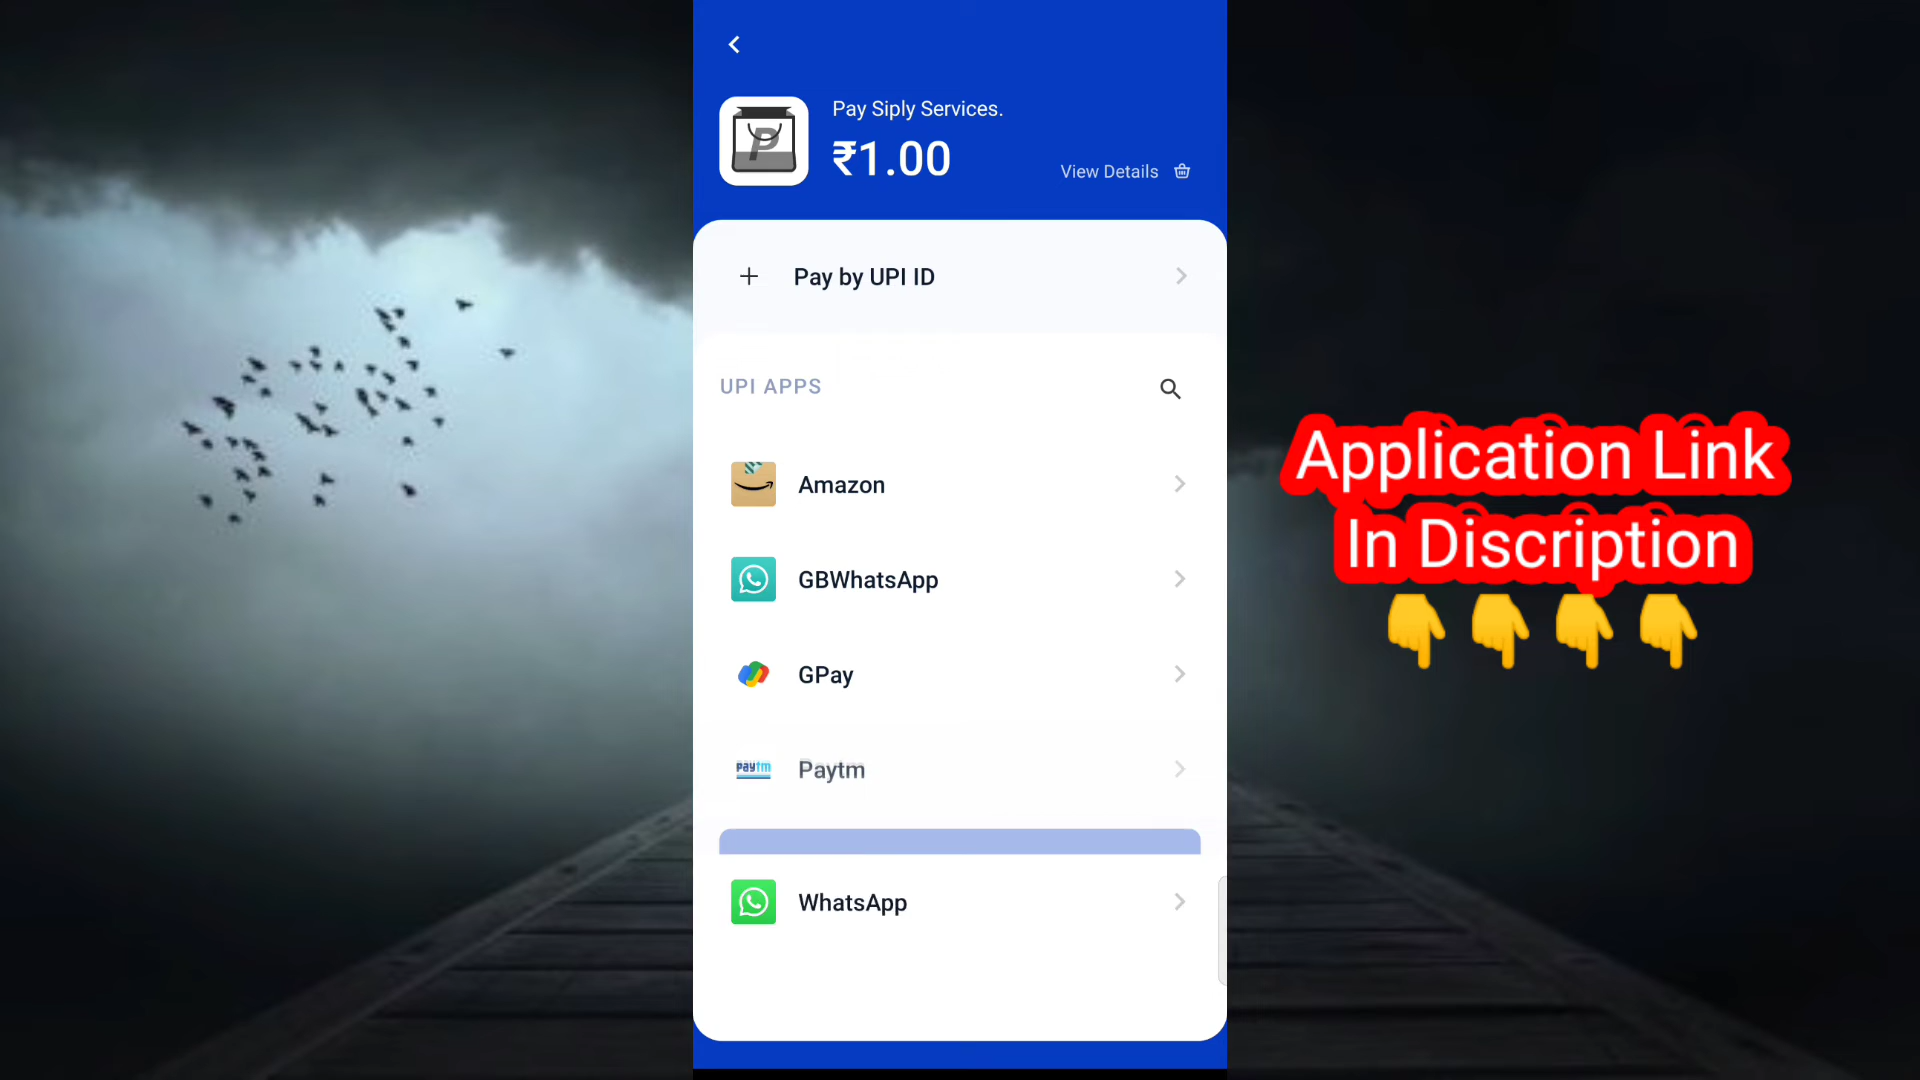 Pay Siply Services.
₹1.00
View Details
Pay by UPI ID
UPI APPS
Amazon
GBWhatsApp
GPay
paytm Paytm
WhatsApp
Application Link
In Discription